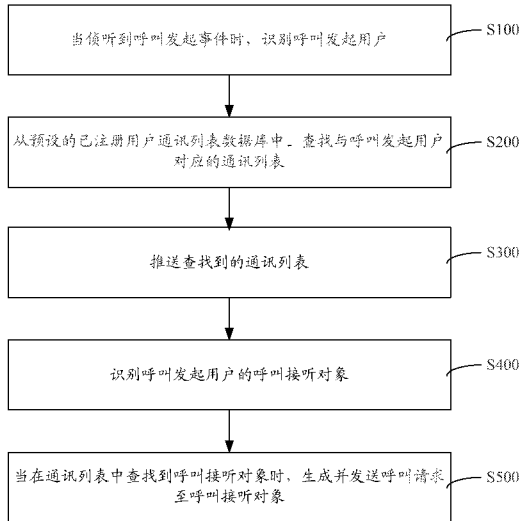 当侦听到呼叫发起事件时，识别呼叫发起用户
S100
从预设的已注册用户通讯列表数据库中，查找与呼叫发起用户
对应的通讯列表
S200
推送查找到的通讯列表
S300
识别呼叫发起用户的呼叫接听对象
S400
当在通讯列表中查找到呼叫接听对象时，生成并发送呼叫请求
至呼叫接听对象
S500